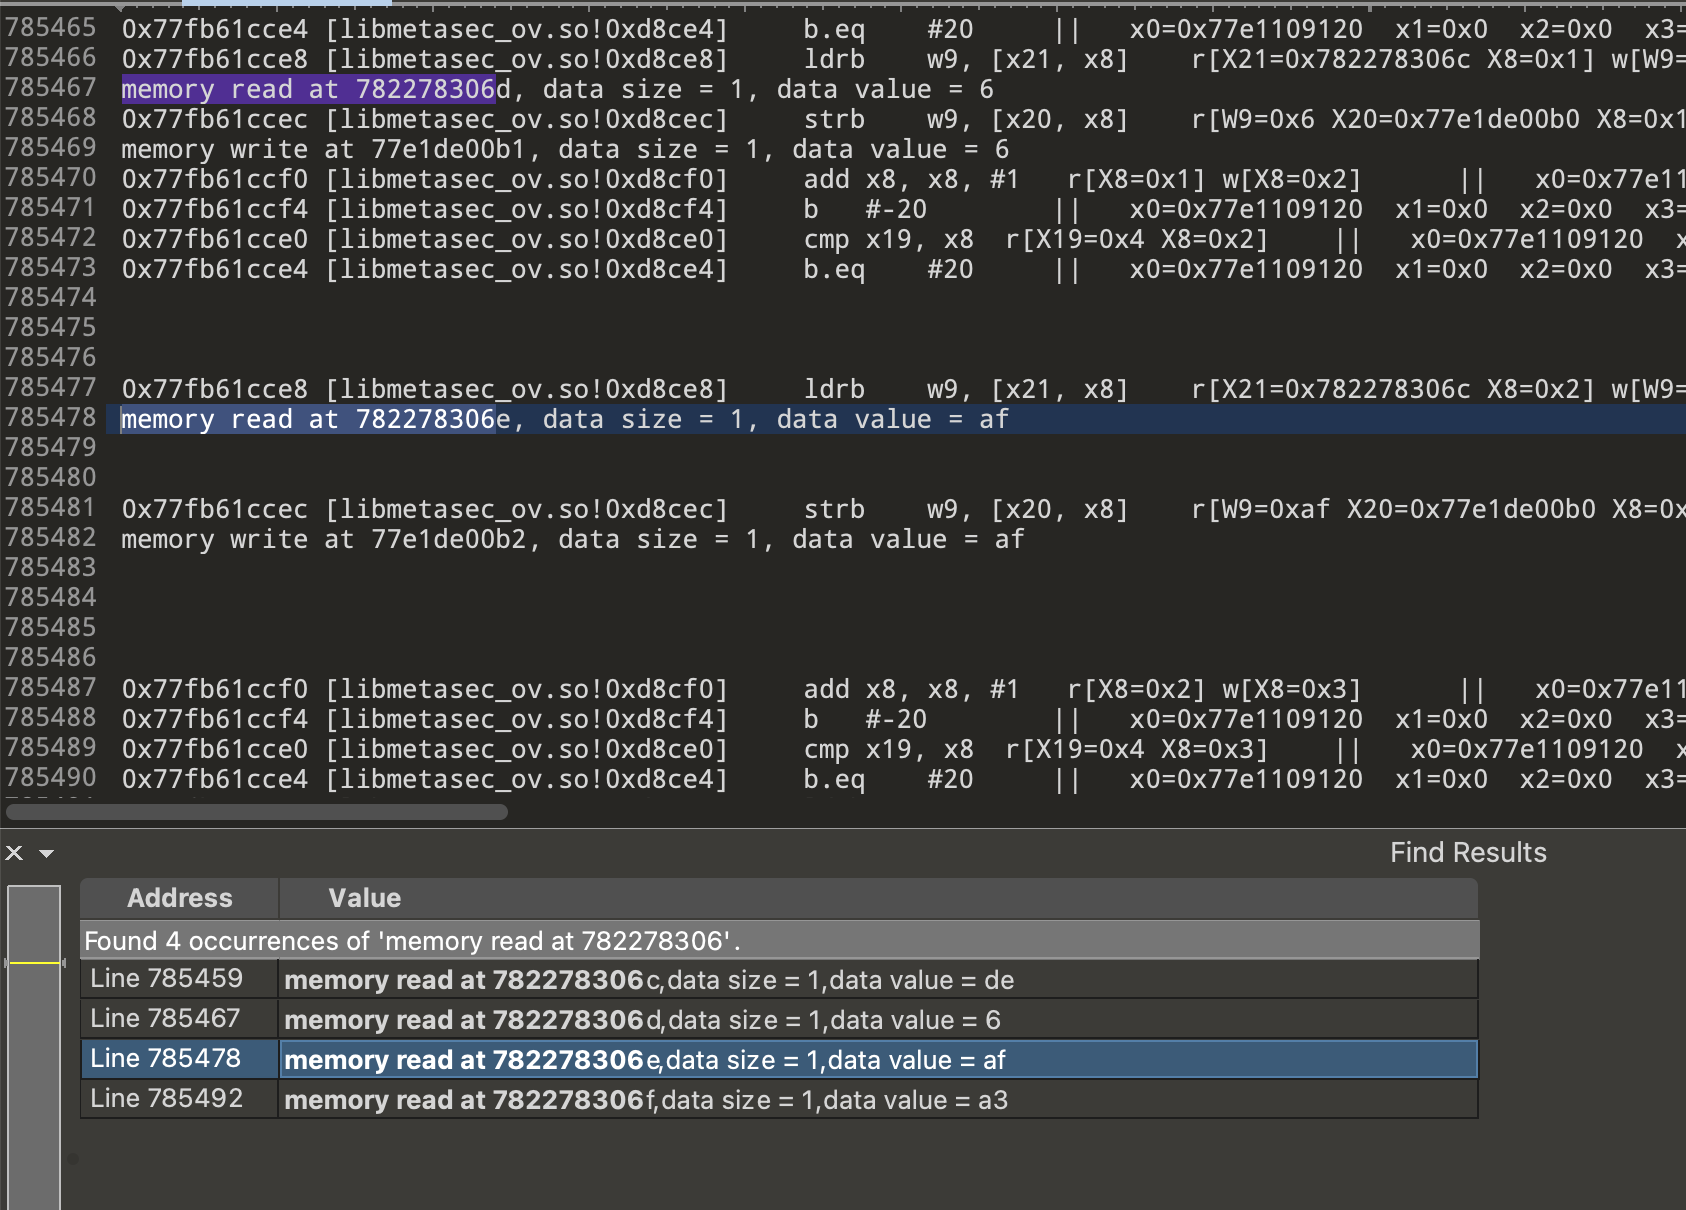 785465 0x77fb61cce4 [libmetasec_ov.so!0xd8ce4] b.eq #20 || x0=0x77e1109120 x1=0x0 x2=0x0 x3=
785466 0x77fb61cce8 [libmetasec_ov.so!0xd8ce8] ldrb w9, [x21, x8] r[X21=0x782278306c X8=0x1] w[W9=
785467 memory read at 782278306d, data size = 1, data value = 6
785468 0x77fb61ccec [libmetasec_ov.so!0xd8cec] strb w9, [x20, x8] r[W9=0x6 X20=0x77e1de00b0 X8=0x1
785469 memory write at 77e1de00b1, data size = 1, data value = 6
785470 0x77fb61ccf0 [libmetasec_ov.so!0xd8cf0] add x8, x8, #1 r[X8=0x1] w[X8=0x2] || x0=0x77e11
785471 0x77fb61ccf4 [libmetasec_ov.so!0xd8cf4] b #-20 || x0=0x77e1109120 x1=0x0 x2=0x0 x3=
785472 0x77fb61cce0 [libmetasec_ov.so!0xd8ce0] cmp x19, x8 r[X19=0x4 X8=0x2] || x0=0x77e1109120 x
785473 0x77fb61cce4 [libmetasec_ov.so!0xd8ce4] b.eq #20 || x0=0x77e1109120 x1=0x0 x2=0x0 x3=
785474
785475
785476
785477 0x77fb61cce8 [libmetasec_ov.so!0xd8ce8] ldrb w9, [x21, x8] r[X21=0x782278306c X8=0x2] w[W9=
785478 memory read at 782278306e, data size = 1, data value = af
785479
785480
785481 0x77fb61ccec [libmetasec_ov.so!0xd8cec] strb w9, [x20, x8] r[W9=0xaf X20=0x77e1de00b0 X8=0x
785482 memory write at 77e1de00b2, data size = 1, data value = af
785483
785484
785485
785486
785487 0x77fb61ccf0 [libmetasec_ov.so!0xd8cf0] add x8, x8, #1 r[X8=0x2] w[X8=0x3] || x0=0x77e11
785488 0x77fb61ccf4 [libmetasec_ov.so!0xd8cf4] b #-20 || x0=0x77e1109120 x1=0x0 x2=0x0 x3=
785489 0x77fb61cce0 [libmetasec_ov.so!0xd8ce0] cmp x19, x8 r[X19=0x4 X8=0x3] || x0=0x77e1109120 x
785490 0x77fb61cce4 [libmetasec_ov.so!0xd8ce4] b.eq #20 || x0=0x77e1109120 x1=0x0 x2=0x0 x3=
Find Results
Address Value
Found 4 occurrences of 'memory read at 782278306'.
Line 785459 memory read at 782278306c,data size = 1,data value = de
Line 785467 memory read at 782278306d,data size = 1,data value = 6
Line 785478 memory read at 782278306e,data size = 1,data value = af
Line 785492 memory read at 782278306f,data size = 1,data value = a3